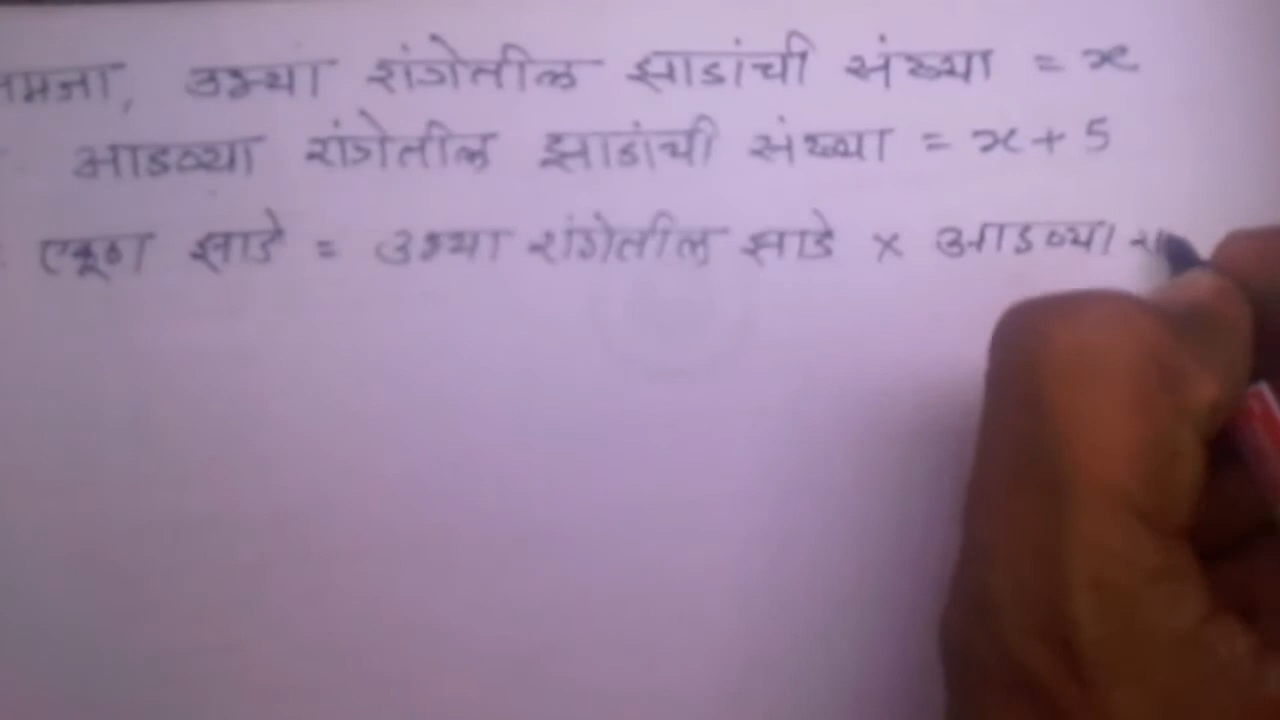 समजा, उभ्या रांगेतील झाडांची संख्या = x
आडव्या रांगेतील झाडांची संख्या = x + 5
एकूण झाडे = उभ्या रांगेतील झाडे × आडव्या